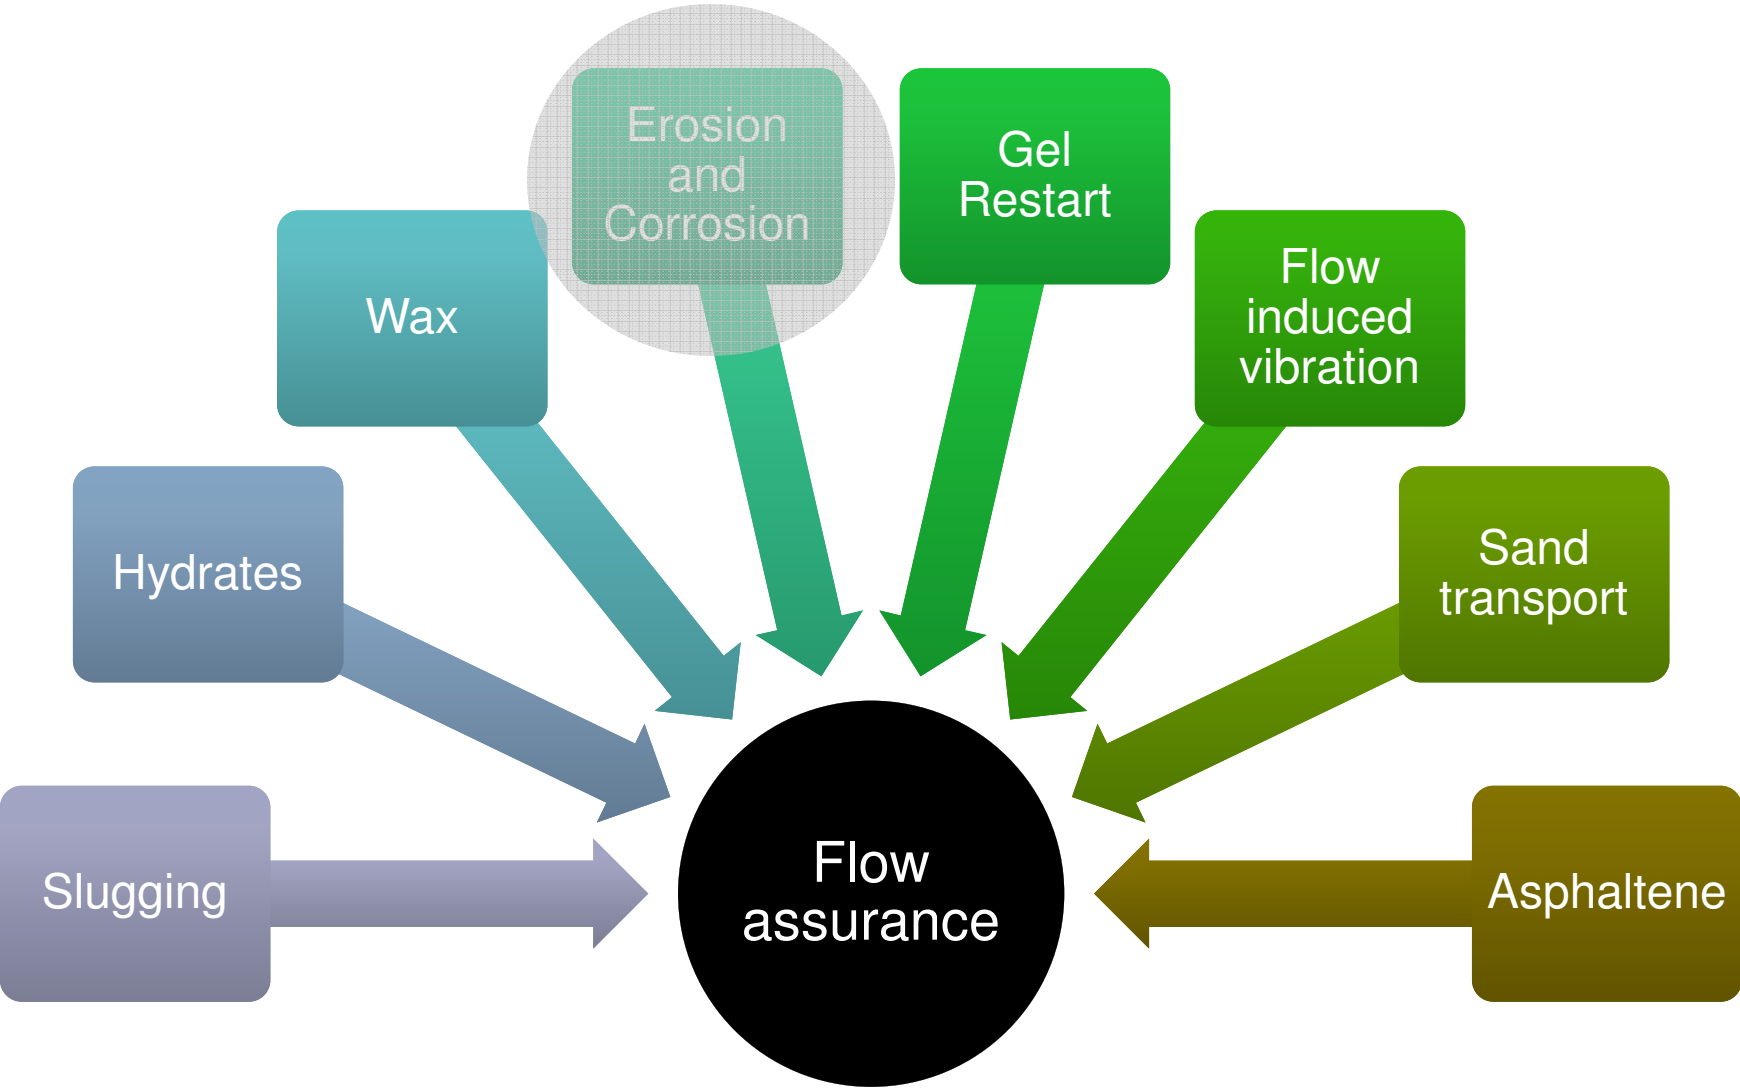 Erosion
and
Corrosion
Gel
Restart
Wax
Flow
induced
vibration
Hydrates
Sand
transport
Slugging
Flow
assurance
Asphaltene